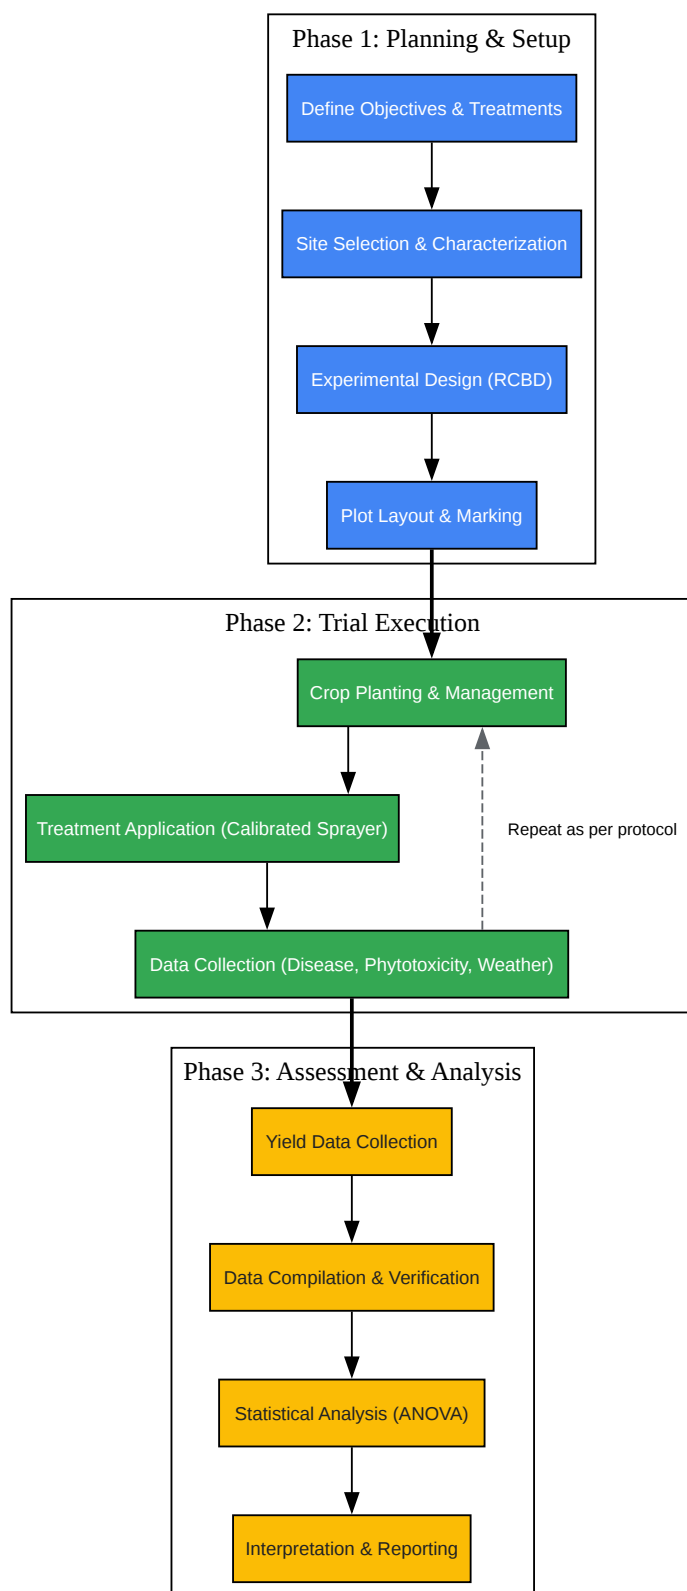 Phase 1: Planning & Setup
Define Objectives & Treatments
Site Selection & Characterization
Experimental Design (RCBD)
Plot Layout & Marking
Phase 2: Trial Execution
Crop Planting & Management
Treatment Application (Calibrated Sprayer)
Repeat as per protocol
Data Collection (Disease, Phytotoxicity, Weather)
Phase 3: Assessment & Analysis
Yield Data Collection
Data Compilation & Verification
Statistical Analysis (ANOVA)
Interpretation & Reporting